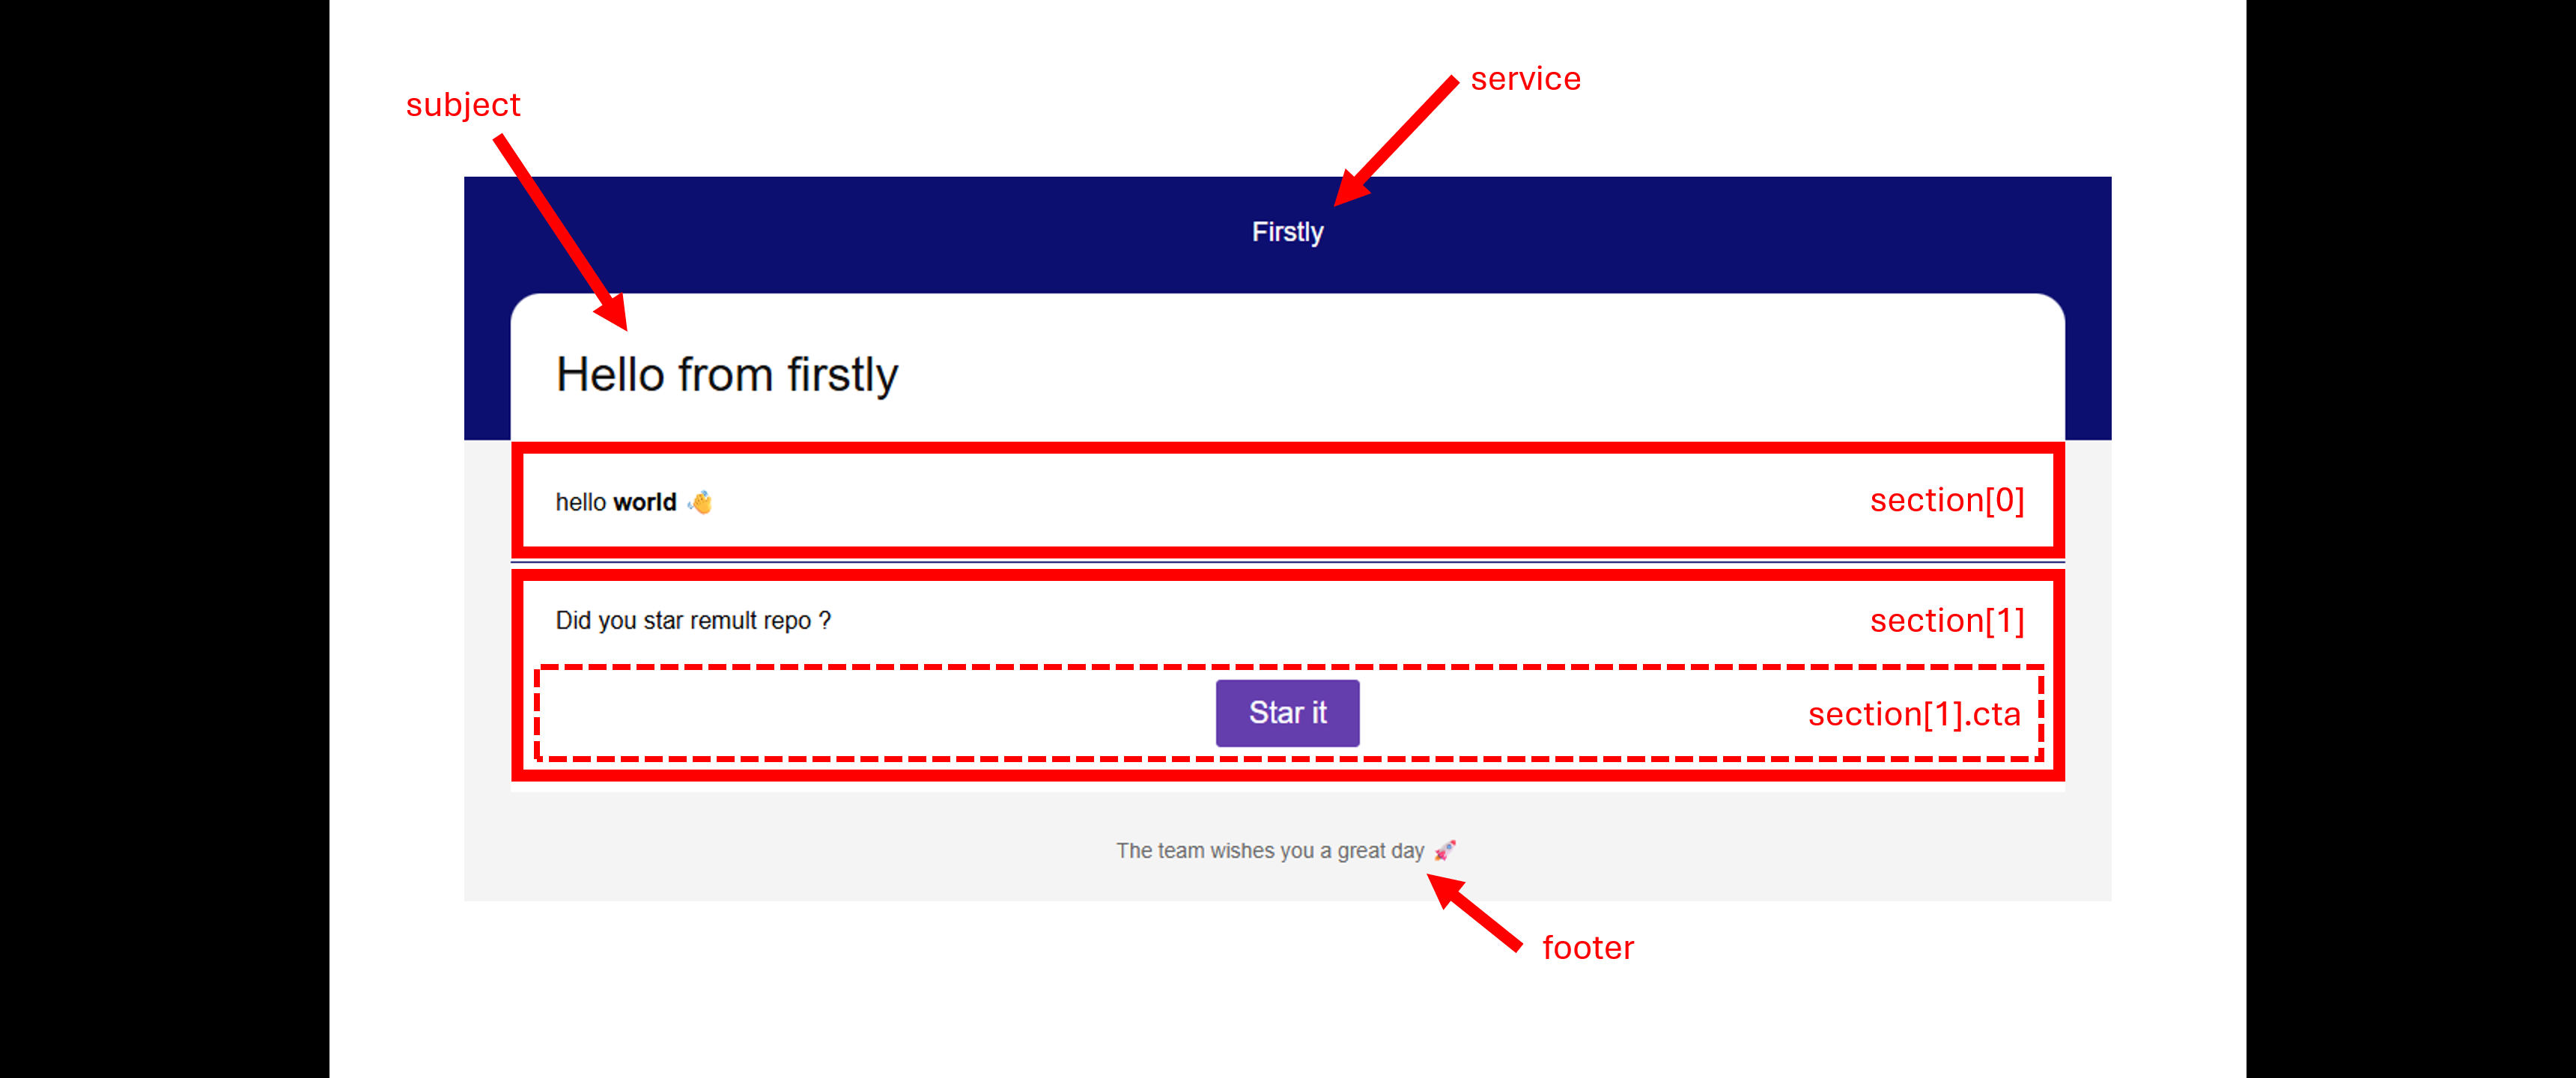 service
subject
Firstly
Hello from firstly
hello world 👋
section[0]
Did you star remult repo ?
section[1]
Star it
section[1].cta
The team wishes you a great day 🚀
footer